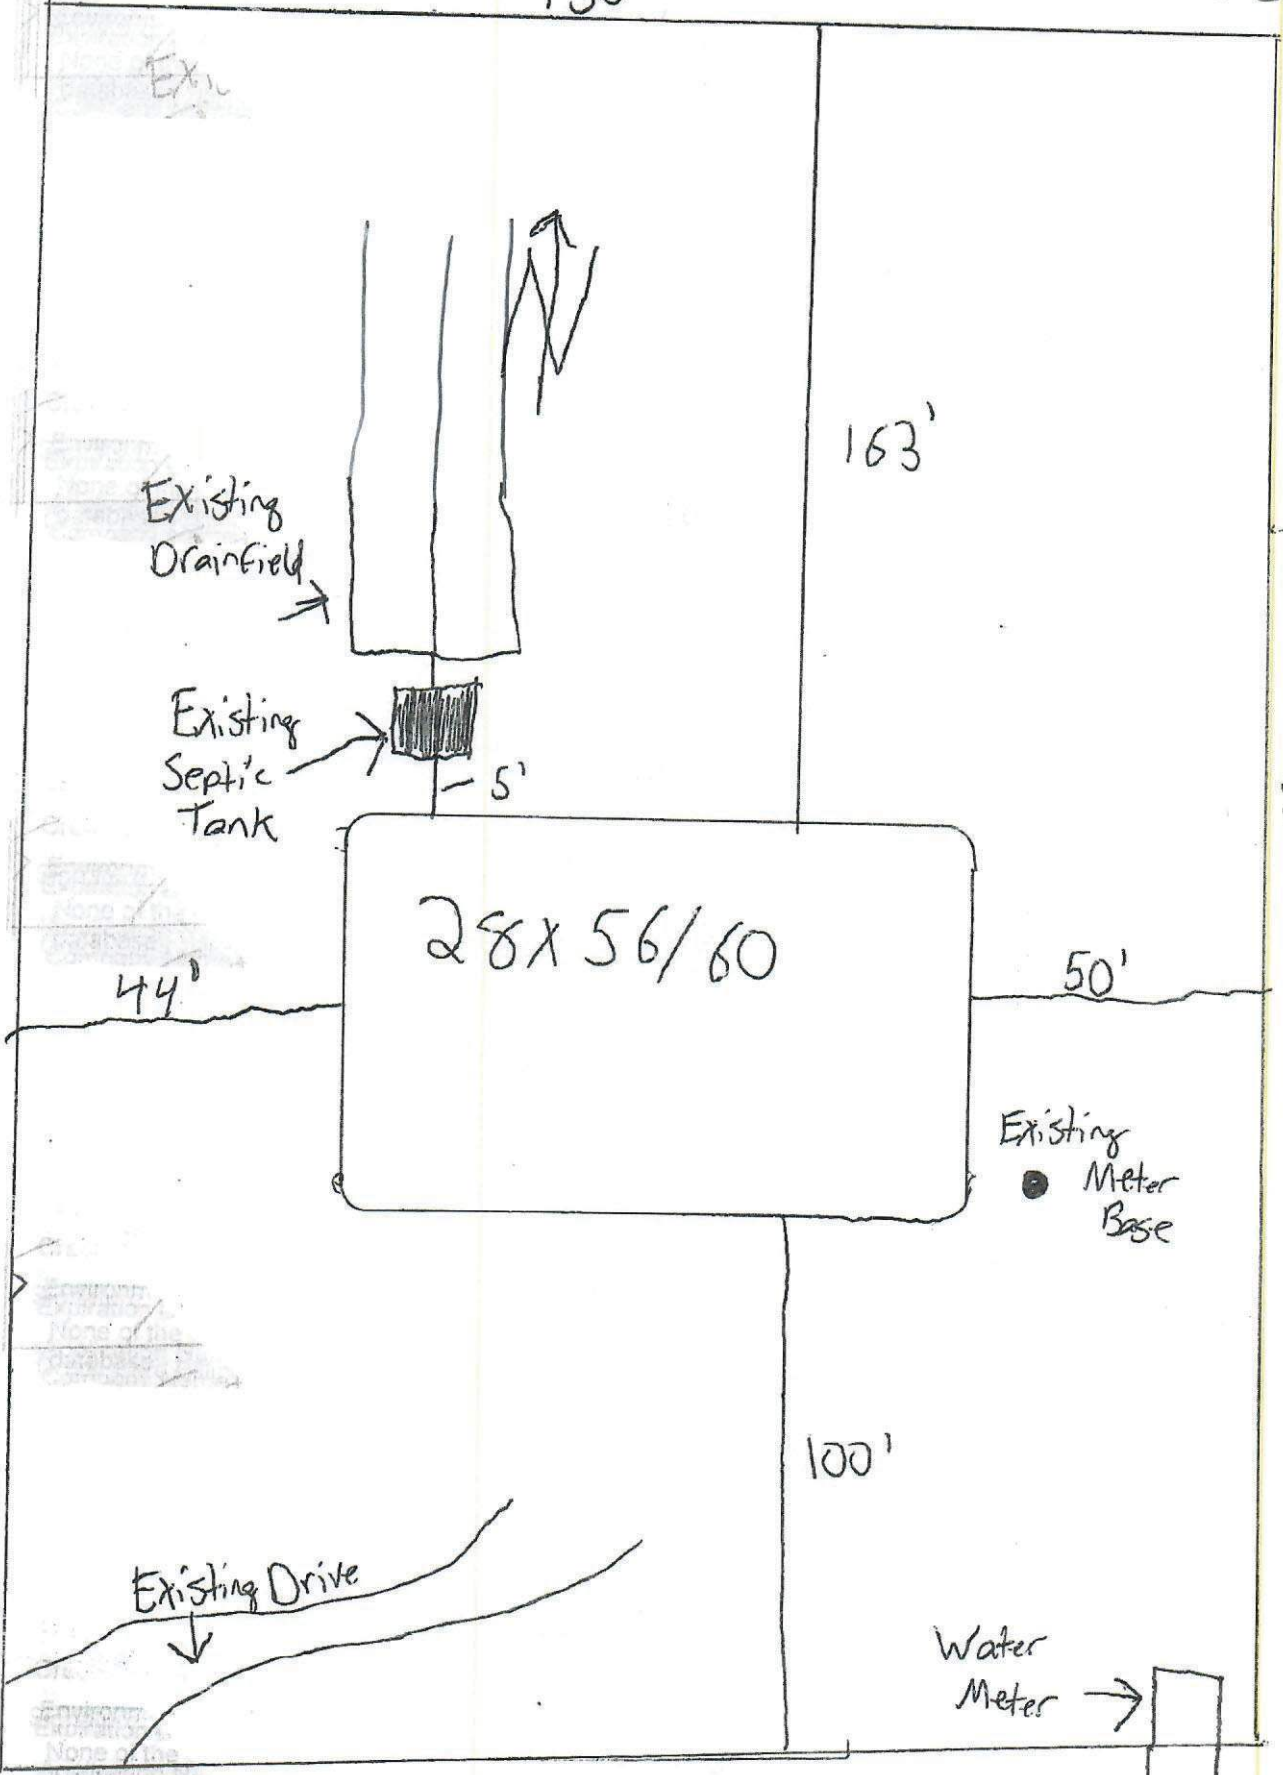 Existing
Drainfield
N
163'
Existing
Septic
Tank
5'
28x56/60
44'
50'
Existing
Meter
Base
100'
Existing Drive
Water
Meter